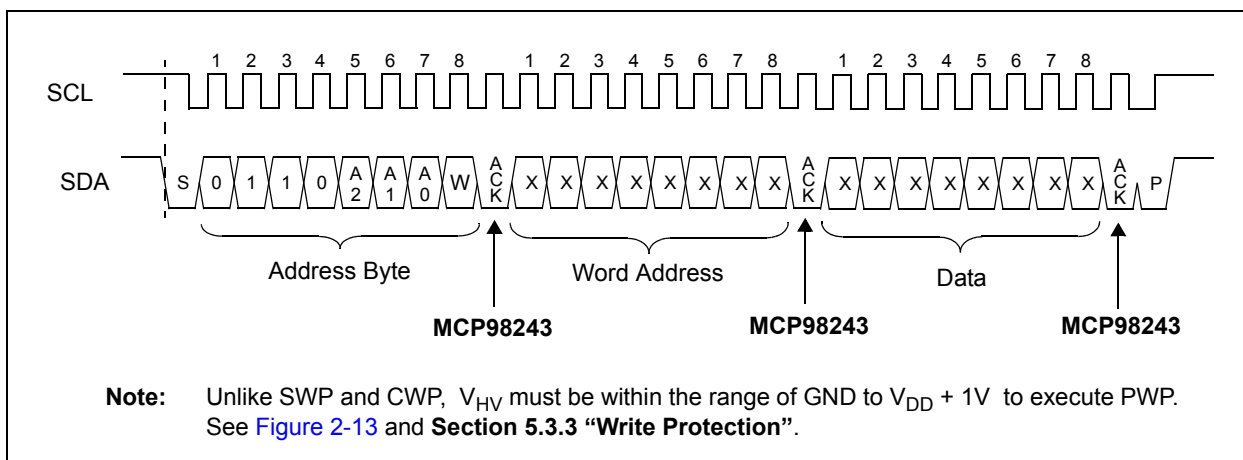 1 2 3 4 5 6 7 8 1 2 3 4 5 6 7 8 1 2 3 4 5 6 7 8
SCL
SDA S 0 1 1 0 A2 A1 A0 W ACK X X X X X X X X ACK X X X X X X X X ACK P
Address Byte Word Address Data
MCP98243 MCP98243 MCP98243
Note: Unlike SWP and CWP, VHV must be within the range of GND to VDD + 1V to execute PWP.
See Figure 2-13 and Section 5.3.3 “Write Protection”.